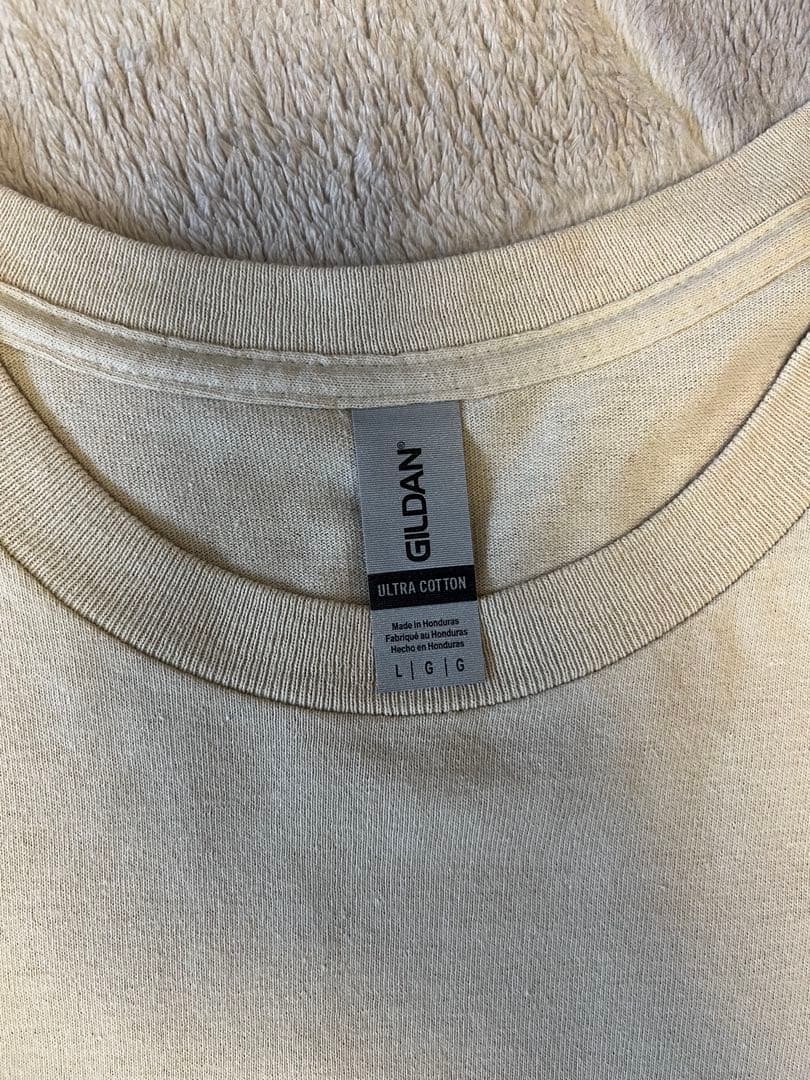 GILDAN®
ULTRA COTTON
Made in Honduras
Fabriqué au Honduras
Hecho en Honduras
L | G | G